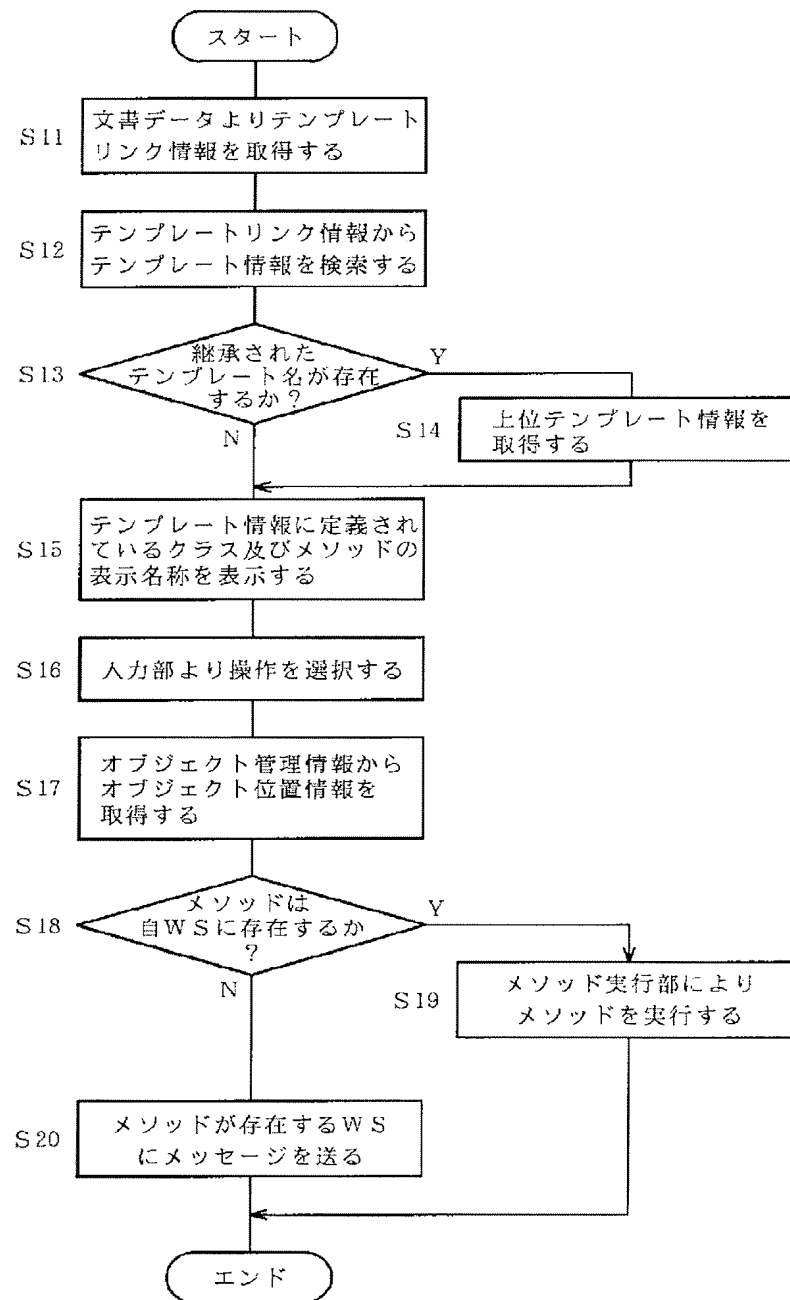 スタート
S11
文書データよりテンプレート
リンク情報を取得する
S12
テンプレートリンク情報から
テンプレート情報を検索する
S13
継承された
テンプレート名が存在
するか?
Y
N
S14
上位テンプレート情報を
取得する
S15
テンプレート情報に定義され
ているクラス及びメソッドの
表示名称を表示する
S16
入力部より操作を選択する
S17
オブジェクト管理情報から
オブジェクト位置情報を
取得する
S18
メソッドは
自WSに存在するか
?
Y
N
S19
メソッド実行部により
メソッドを実行する
S20
メソッドが存在するWS
にメッセージを送る
エンド